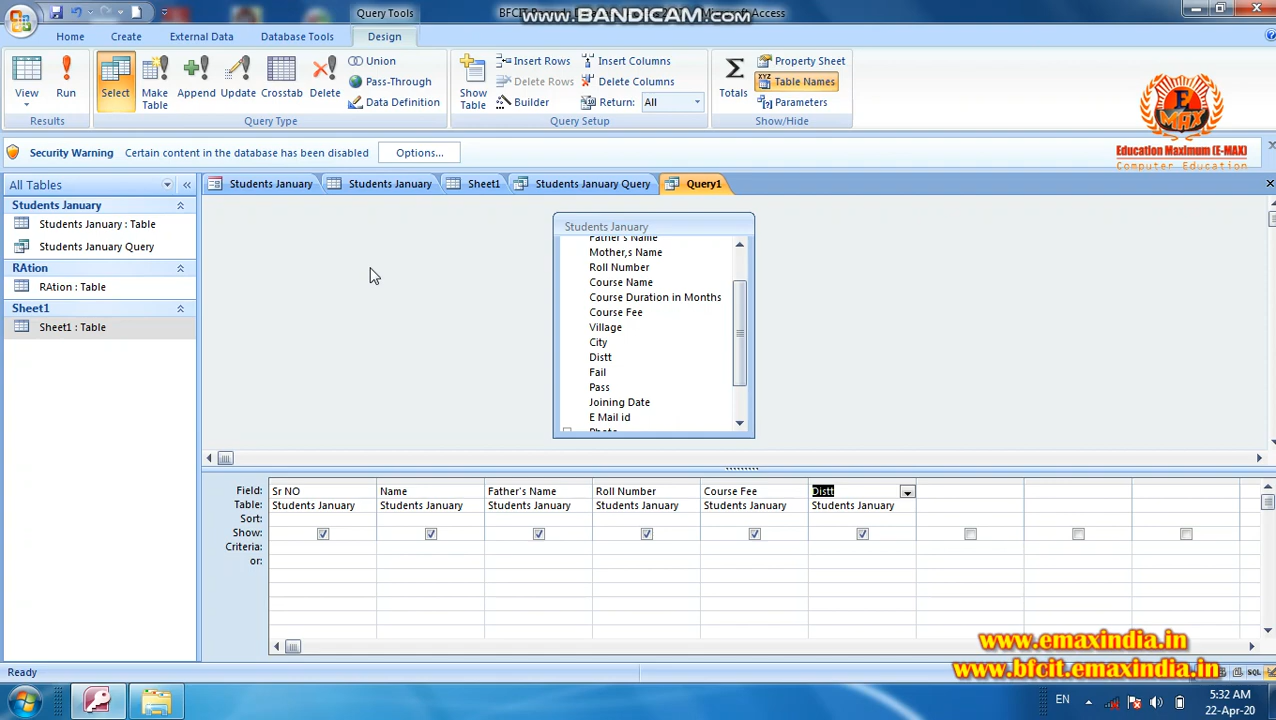 Query Tools
BFCIT
www.BANDICAM.com
Microsoft Access
Home Create External Data Database Tools Design
View Run Select Make Table Append Update Crosstab Delete
Union
Pass-Through
Data Definition
Show Table
Insert Rows
Delete Rows
Builder
Insert Columns
Delete Columns
Return: All
Totals
Property Sheet
Table Names
Parameters
Results Query Type Query Setup Show/Hide
E MAX
Education Maximum (E-MAX)
Computer Education
Security Warning Certain content in the database has been disabled Options...
All Tables
Students January Students January Sheet1 Students January Query Query1
Students January
Students January : Table
Students January Query
RAtion
RAtion : Table
Sheet1
Sheet1 : Table
Students January
Father's Name
Mother,s Name
Roll Number
Course Name
Course Duration in Months
Course Fee
Village
City
Distt
Fail
Pass
Joining Date
E Mail id
Photo
Field: Sr NO Name Father's Name Roll Number Course Fee Distt
Table: Students January Students January Students January Students January Students January Students January
Sort:
Show:
Criteria:
or:
www.emaxindia.in
www.bfcit.emaxindia.in
Ready
SQL
EN
5:32 AM
22-Apr-20